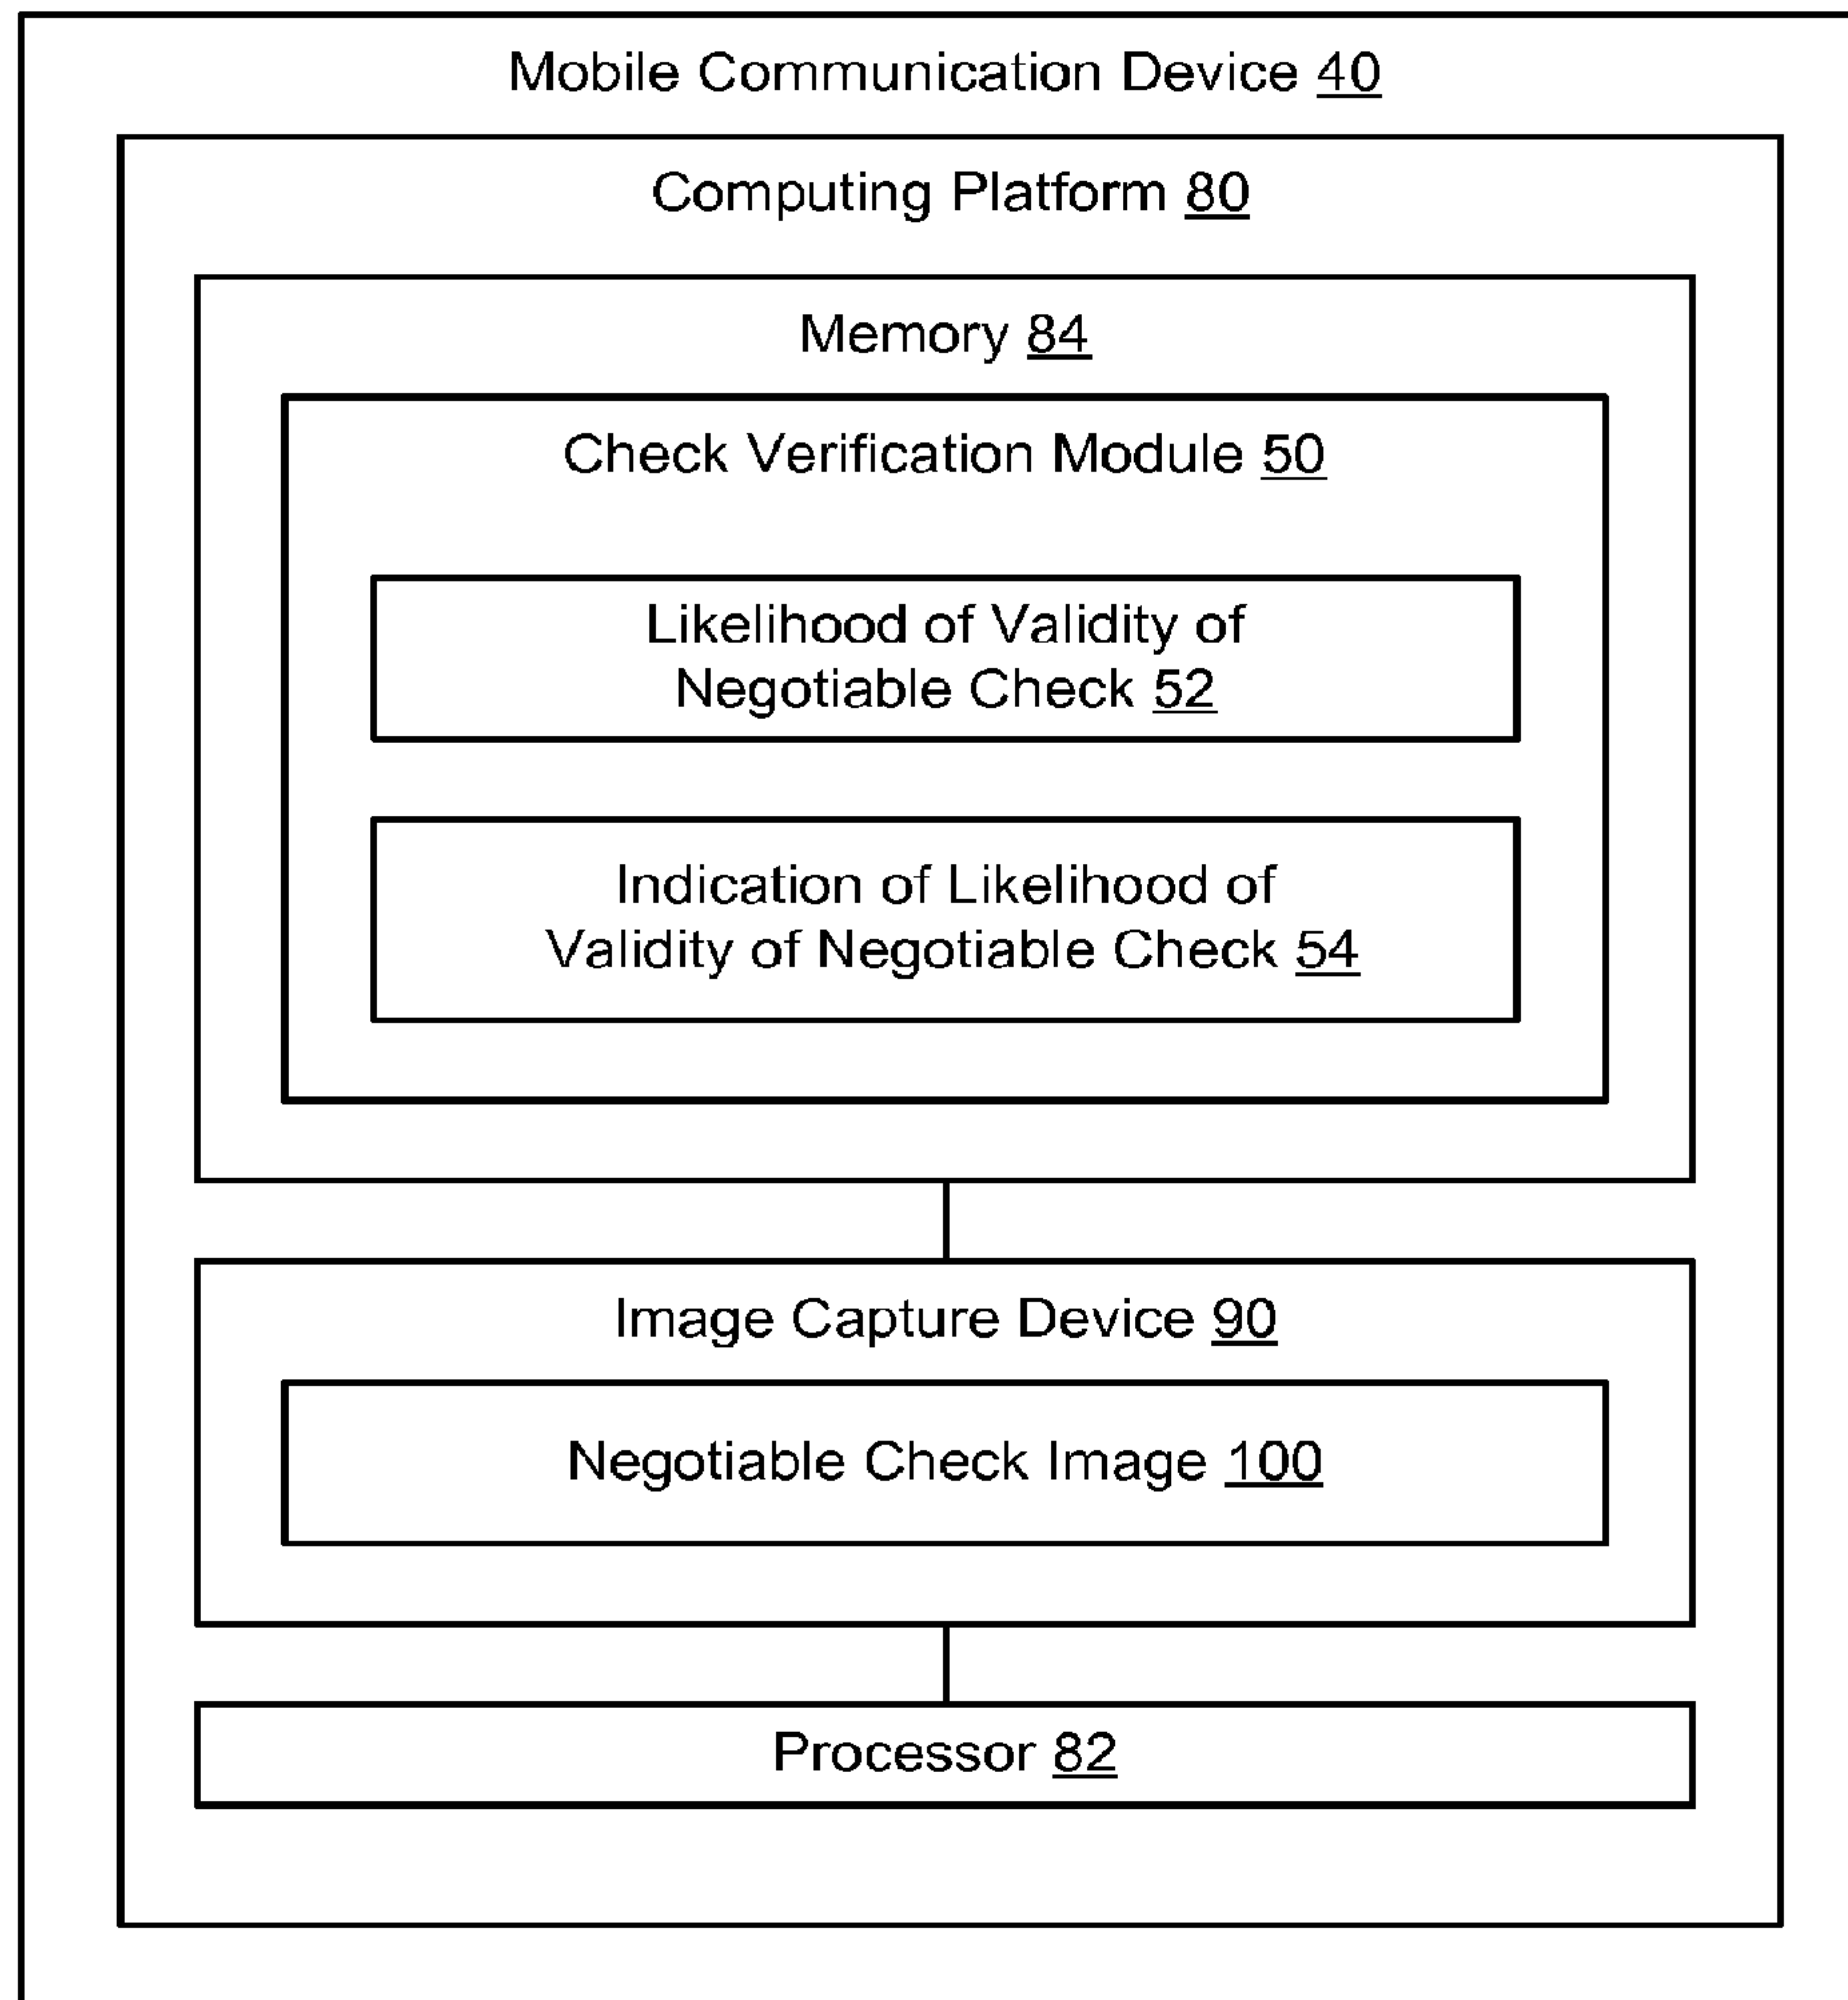 Mobile Communication Device 40
Computing Platform 80
Memory 84
Check Verification Module 50
Likelihood of Validity of
Negotiable Check 52
Indication of Likelihood of
Validity of Negotiable Check 54
Image Capture Device 90
Negotiable Check Image 100
Processor 82